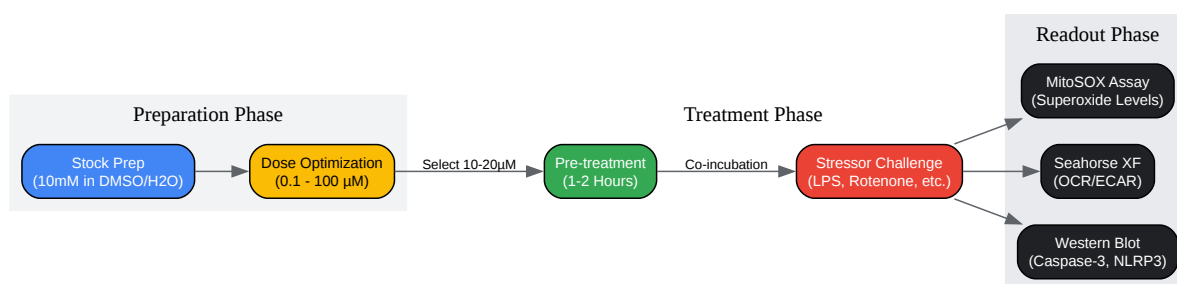 Preparation Phase
Stock Prep
(10mM in DMSO/H2O)
Dose Optimization
(0.1 - 100 µM)
Select 10-20µM
Treatment Phase
Pre-treatment
(1-2 Hours)
Co-incubation
Stressor Challenge
(LPS, Rotenone, etc.)
Readout Phase
MitoSOX Assay
(Superoxide Levels)
Seahorse XF
(OCR/ECAR)
Western Blot
(Caspase-3, NLRP3)